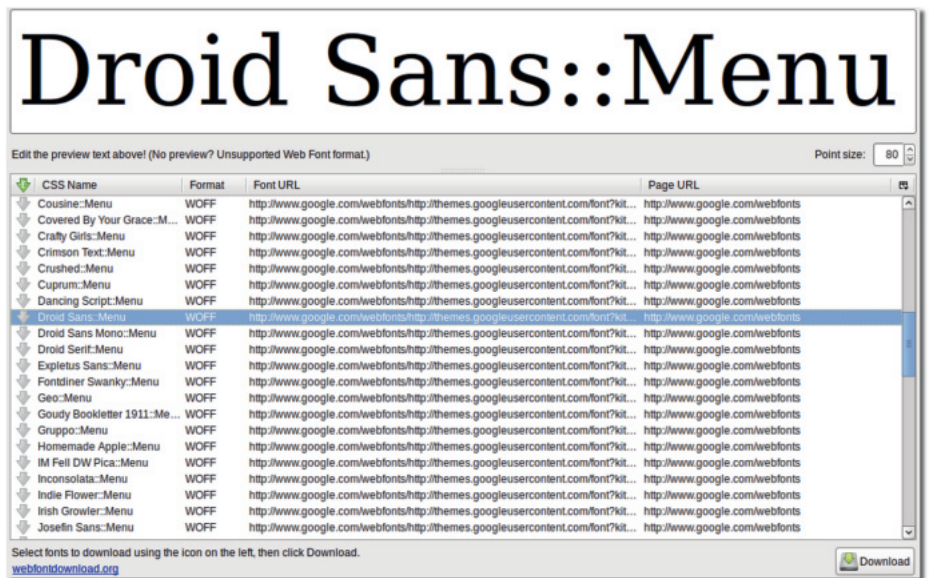 Droid Sans::Menu
Edit the preview text above! (No preview? Unsupported Web Font format.) Point size: 80
CSS Name Format Font URL Page URL
Cousine::Menu WOFF http://www.google.com/webfonts/http://themes.googleusercontent.com/font?kit... http://www.google.com/webfonts
Covered By Your Grace::M... WOFF http://www.google.com/webfonts/http://themes.googleusercontent.com/font?kit... http://www.google.com/webfonts
Crafty Girls::Menu WOFF http://www.google.com/webfonts/http://themes.googleusercontent.com/font?kit... http://www.google.com/webfonts
Crimson Text::Menu WOFF http://www.google.com/webfonts/http://themes.googleusercontent.com/font?kit... http://www.google.com/webfonts
Crushed::Menu WOFF http://www.google.com/webfonts/http://themes.googleusercontent.com/font?kit... http://www.google.com/webfonts
Cuprum::Menu WOFF http://www.google.com/webfonts/http://themes.googleusercontent.com/font?kit... http://www.google.com/webfonts
Dancing Script::Menu WOFF http://www.google.com/webfonts/http://themes.googleusercontent.com/font?kit... http://www.google.com/webfonts
Droid Sans::Menu WOFF http://www.google.com/webfonts/http://themes.googleusercontent.com/font?kit... http://www.google.com/webfonts
Droid Sans Mono::Menu WOFF http://www.google.com/webfonts/http://themes.googleusercontent.com/font?kit... http://www.google.com/webfonts
Droid Serif::Menu WOFF http://www.google.com/webfonts/http://themes.googleusercontent.com/font?kit... http://www.google.com/webfonts
Expletus Sans::Menu WOFF http://www.google.com/webfonts/http://themes.googleusercontent.com/font?kit... http://www.google.com/webfonts
Fontdiner Swanky::Menu WOFF http://www.google.com/webfonts/http://themes.googleusercontent.com/font?kit... http://www.google.com/webfonts
Geo::Menu WOFF http://www.google.com/webfonts/http://themes.googleusercontent.com/font?kit... http://www.google.com/webfonts
Goudy Bookletter 1911::Me... WOFF http://www.google.com/webfonts/http://themes.googleusercontent.com/font?kit... http://www.google.com/webfonts
Gruppo::Menu WOFF http://www.google.com/webfonts/http://themes.googleusercontent.com/font?kit... http://www.google.com/webfonts
Homemade Apple::Menu WOFF http://www.google.com/webfonts/http://themes.googleusercontent.com/font?kit... http://www.google.com/webfonts
IM Fell DW Pica::Menu WOFF http://www.google.com/webfonts/http://themes.googleusercontent.com/font?kit... http://www.google.com/webfonts
Inconsolata::Menu WOFF http://www.google.com/webfonts/http://themes.googleusercontent.com/font?kit... http://www.google.com/webfonts
Indie Flower::Menu WOFF http://www.google.com/webfonts/http://themes.googleusercontent.com/font?kit... http://www.google.com/webfonts
Irish Growler::Menu WOFF http://www.google.com/webfonts/http://themes.googleusercontent.com/font?kit... http://www.google.com/webfonts
Josefin Sans::Menu WOFF http://www.google.com/webfonts/http://themes.googleusercontent.com/font?kit... http://www.google.com/webfonts
Select fonts to download using the icon on the left, then click Download.
webfontdownload.org Download